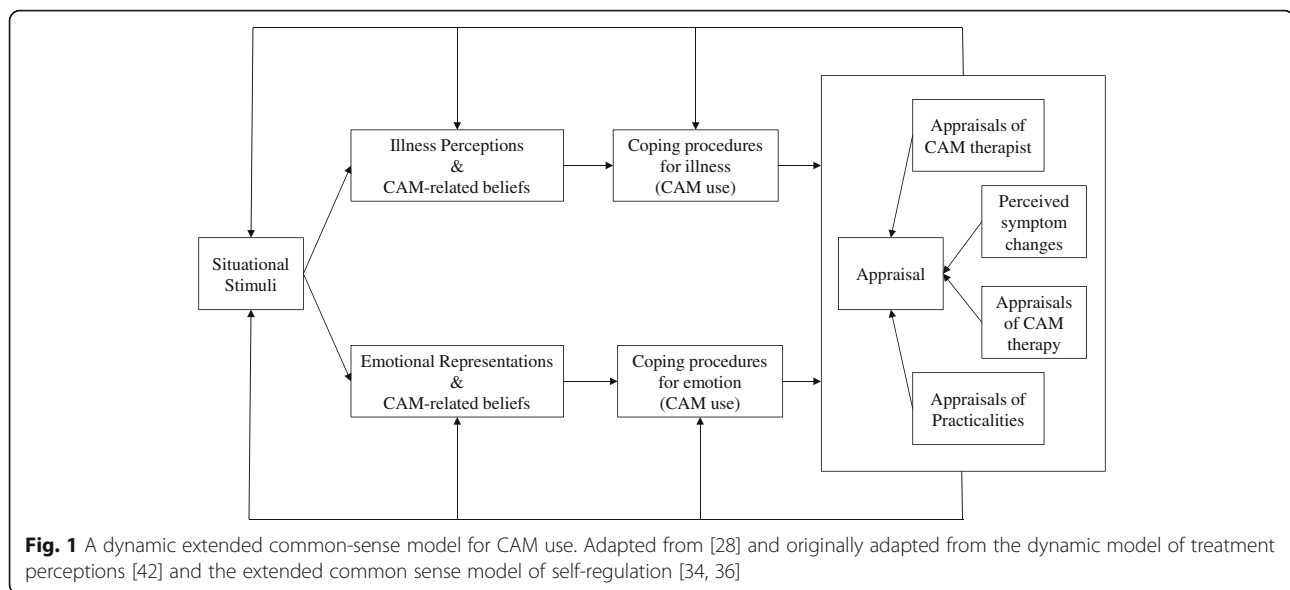 Illness Perceptions
&
CAM-related beliefs
Coping procedures
for illness
(CAM use)
Appraisals of
CAM therapist
Perceived
symptom
changes
Situational
Stimuli
Appraisal
Appraisals
of CAM
therapy
Emotional Representations
&
CAM-related beliefs
Coping procedures
for emotion
(CAM use)
Appraisals of
Practicalities
Fig. 1 A dynamic extended common-sense model for CAM use. Adapted from [28] and originally adapted from the dynamic model of treatment
perceptions [42] and the extended common sense model of self-regulation [34, 36]